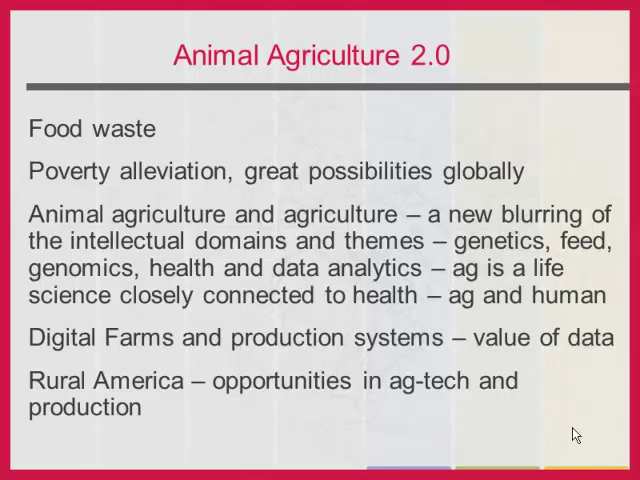 Animal Agriculture 2.0
Food waste
Poverty alleviation, great possibilities globally
Animal agriculture and agriculture – a new blurring of
the intellectual domains and themes – genetics, feed,
genomics, health and data analytics – ag is a life
science closely connected to health – ag and human
Digital Farms and production systems – value of data
Rural America – opportunities in ag-tech and
production